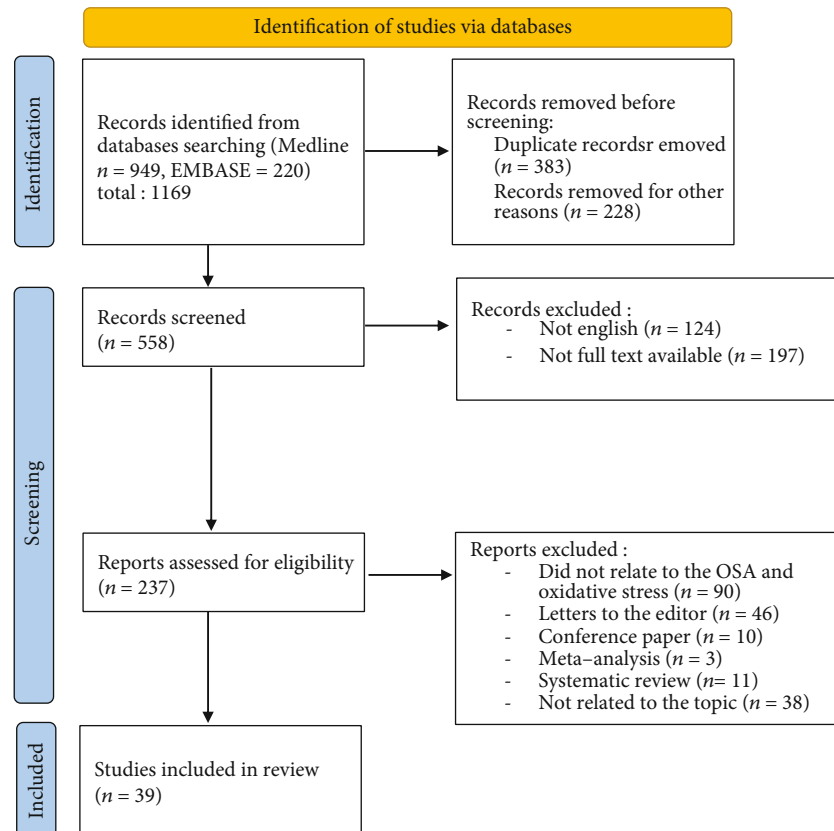 Identification of studies via databases
Identification
Records identified from
databases searching (Medline
n = 949, EMBASE = 220)
total : 1169
Records removed before
screening:
Duplicate recordsr emoved
(n = 383)
Records removed for other
reasons (n = 228)
Screening
Records screened
(n = 558)
Records excluded :
- Not english (n = 124)
- Not full text available (n = 197)
Reports assessed for eligibility
(n = 237)
Reports excluded :
- Did not relate to the OSA and
oxidative stress (n = 90)
- Letters to the editor (n = 46)
- Conference paper (n = 10)
- Meta–analysis (n = 3)
- Systematic review (n= 11)
- Not related to the topic (n = 38)
Included
Studies included in review
(n = 39)